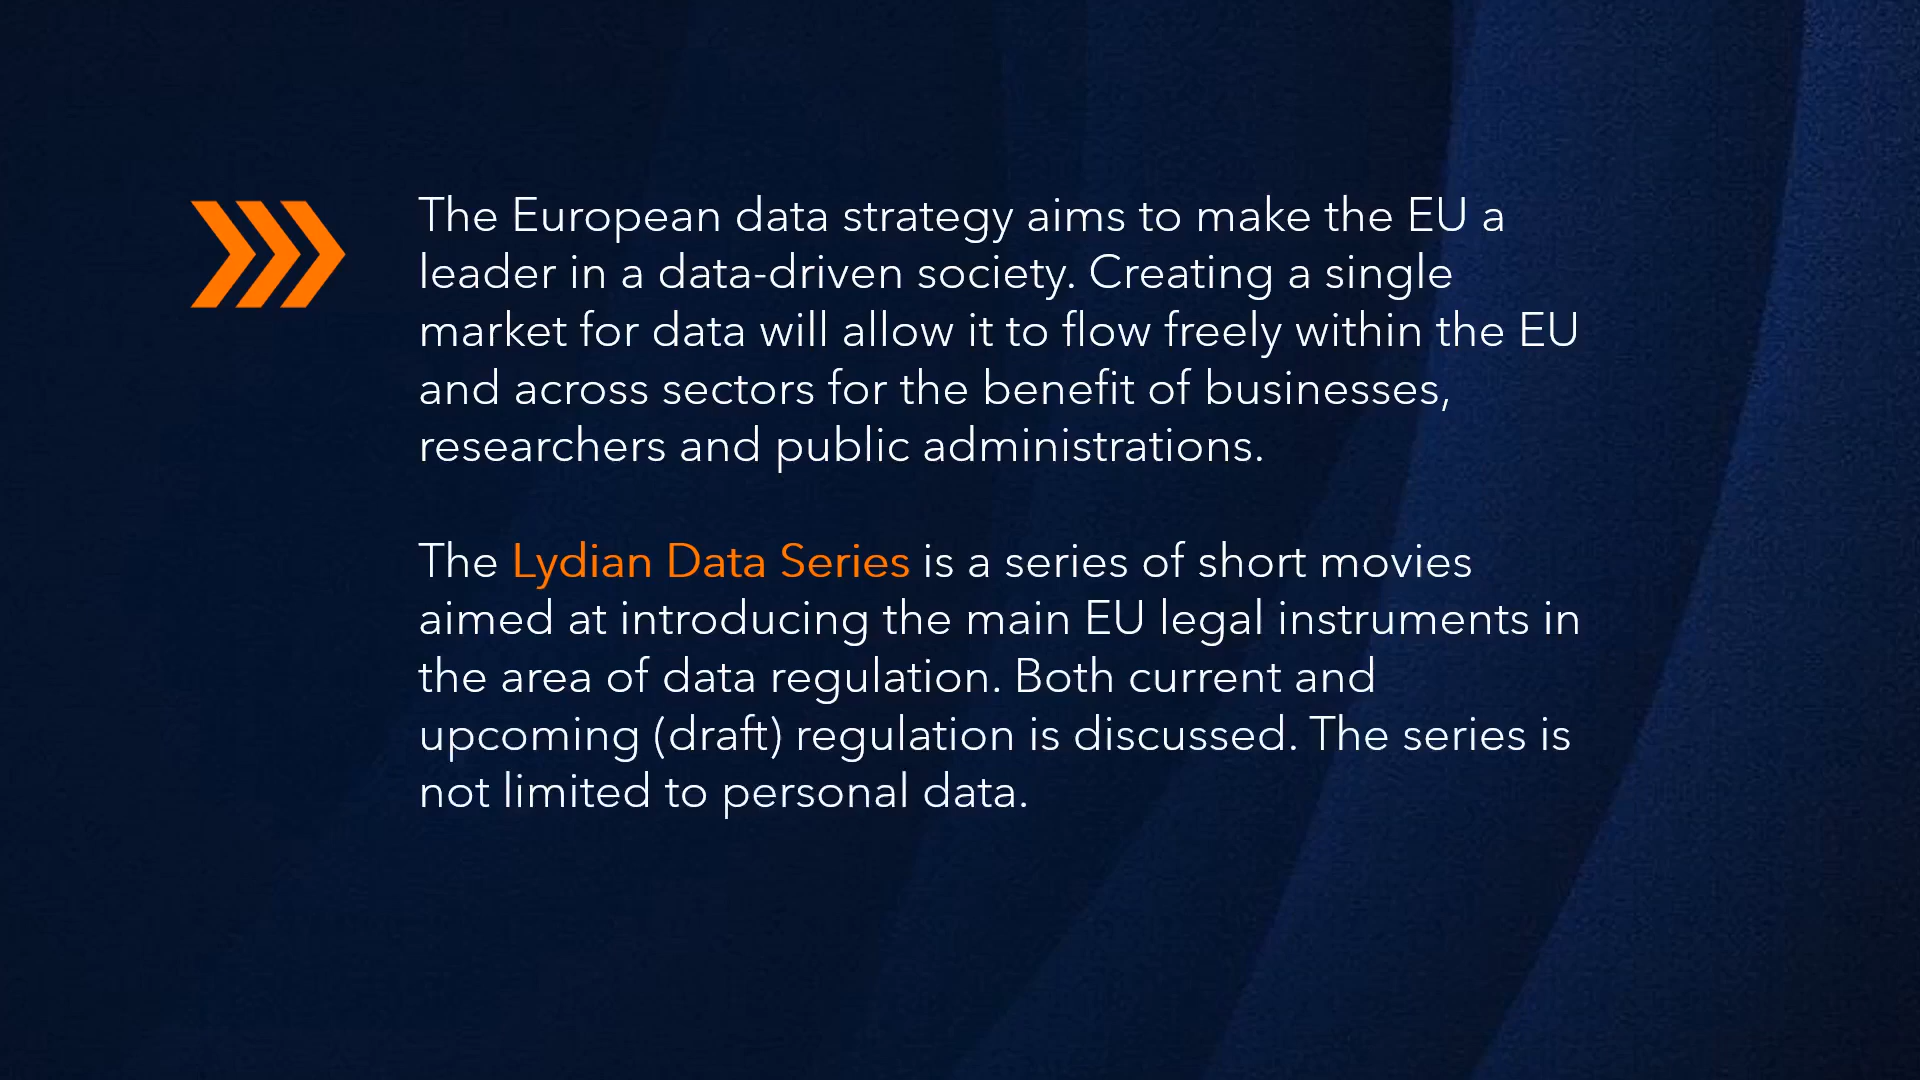 The European data strategy aims to make the EU a
leader in a data-driven society. Creating a single
market for data will allow it to flow freely within the EU
and across sectors for the benefit of businesses,
researchers and public administrations.
The Lydian Data Series is a series of short movies
aimed at introducing the main EU legal instruments in
the area of data regulation. Both current and
upcoming (draft) regulation is discussed. The series is
not limited to personal data.